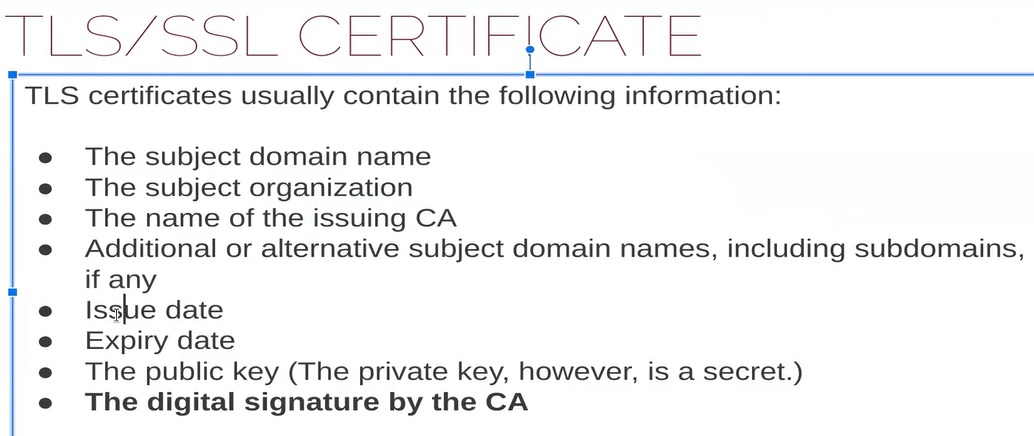 TLS/SSL CERTIFICATE
TLS certificates usually contain the following information:
● The subject domain name
● The subject organization
● The name of the issuing CA
● Additional or alternative subject domain names, including subdomains,
if any
● Issue date
● Expiry date
● The public key (The private key, however, is a secret.)
● The digital signature by the CA